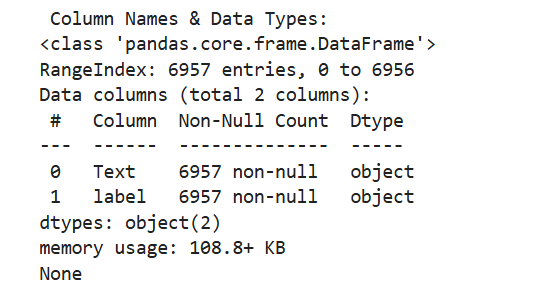 Column Names & Data Types:
<class 'pandas.core.frame.DataFrame'>
RangeIndex: 6957 entries, 0 to 6956
Data columns (total 2 columns):
 #   Column  Non-Null Count  Dtype
---  ------  --------------  -----
 0   Text    6957 non-null   object
 1   label   6957 non-null   object
dtypes: object(2)
memory usage: 108.8+ KB
None